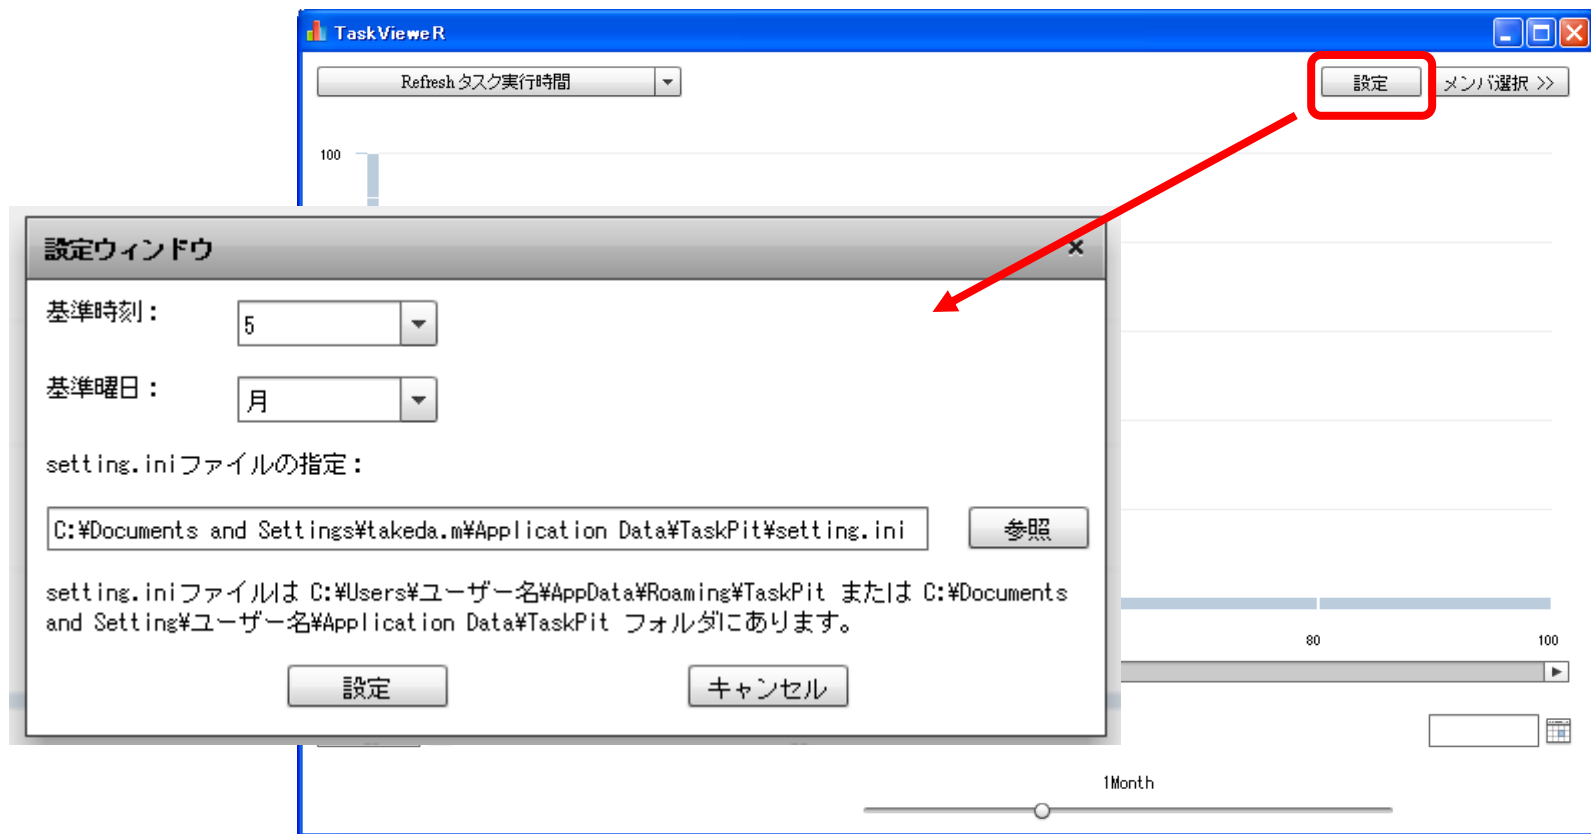 TaskVieweR
Refresh タスク実行時間
設定
メンバ選択 >>
100
設定ウィンドウ
×
基準時刻：
5
基準曜日：
月
setting.iniファイルの指定：
C:¥Documents and Settings¥takeda.m¥Application Data¥TaskPit¥setting.ini
参照
setting.iniファイルは C:¥Users¥ユーザー名¥AppData¥Roaming¥TaskPit または C:¥Documents
and Setting¥ユーザー名¥Application Data¥TaskPit フォルダにあります。
設定
キャンセル
80
100
1Month